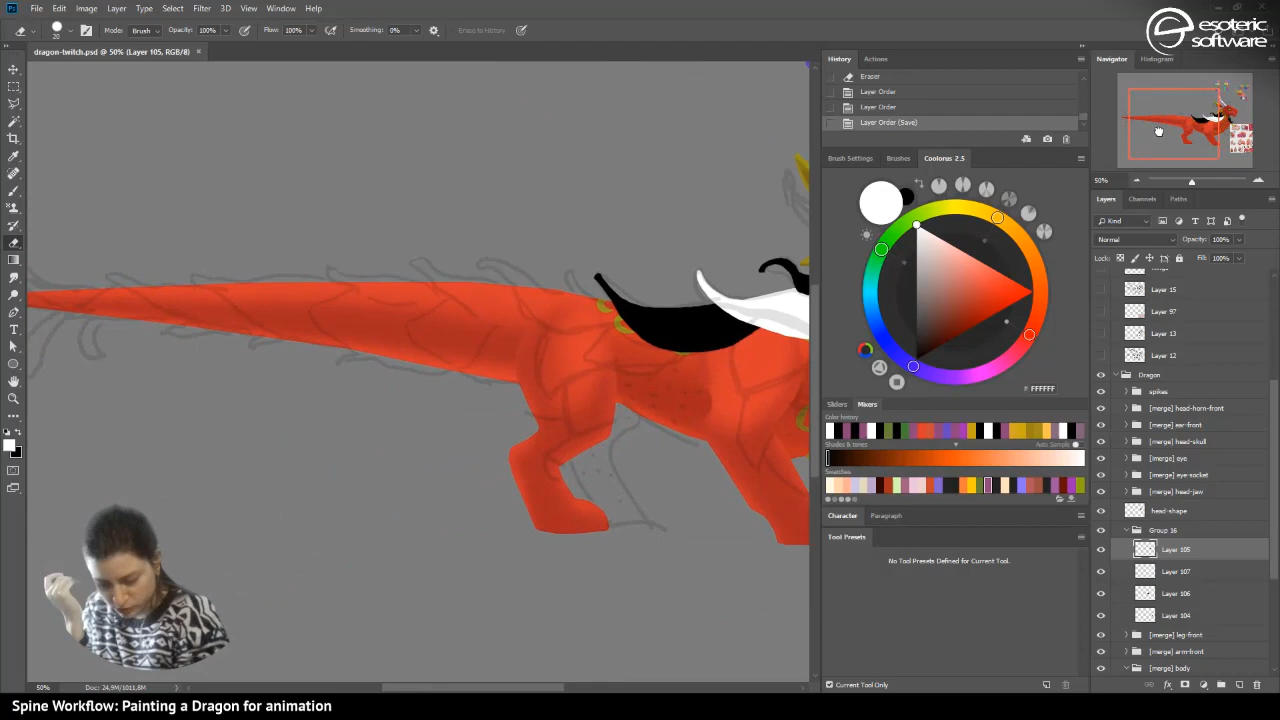 Ps File Edit Image Layer Type Select Filter 3D View Window Help
esoteric
software
20 Mode: Brush Opacity: 100% Flow: 100% Smoothing: 0% Erase to History
dragon-twitch.psd @ 50% (Layer 105, RGB/8) ×
History Actions
Eraser
Layer Order
Layer Order
Layer Order (Save)
Brush Settings Brushes Coolorus 2.5
FFFFFF
Sliders Mixers
Color history
Shades & tones Auto Sample
Swatches
Character Paragraph
Tool Presets
No Tool Presets Defined for Current Tool.
Current Tool Only
Navigator Histogram
50%
Layers Channels Paths
Kind
Normal Opacity: 100%
Lock: Fill: 100%
Layer 15
Layer 97
Layer 13
Layer 12
Dragon
spikes
[merge] head-horn-front
[merge] ear-front
[merge] head-skull
[merge] eye
[merge] eye-socket
[merge] head-jaw
head-shape
Group 16
Layer 105
Layer 107
Layer 106
Layer 104
[merge] leg-front
[merge] arm-front
[merge] body
50% Doc: 24,9M/1011,8M
Spine Workflow: Painting a Dragon for animation